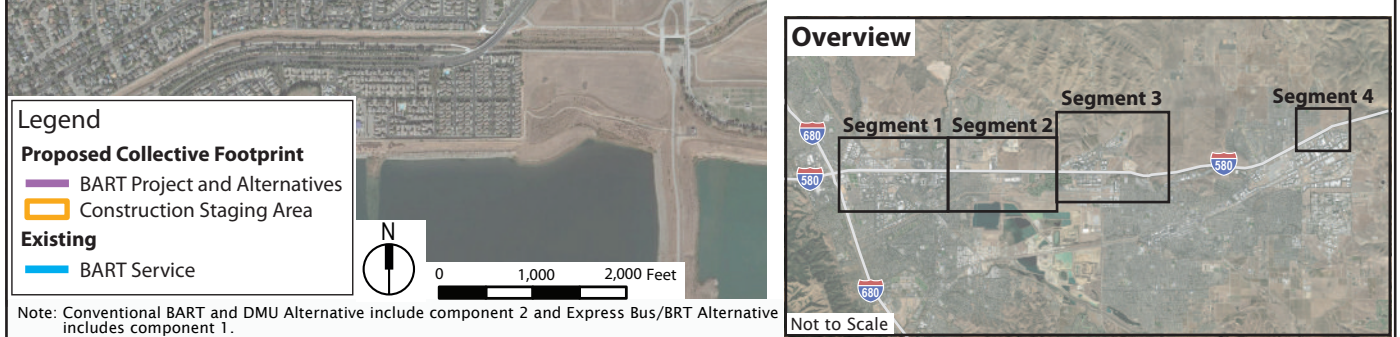 Legend
Proposed Collective Footprint
BART Project and Alternatives
Construction Staging Area
Existing
BART Service
N
0 1,000 2,000 Feet
Note: Conventional BART and DMU Alternative include component 2 and Express Bus/BRT Alternative
includes component 1.
Overview
Segment 1 Segment 2 Segment 3 Segment 4
680
580
580
680
Not to Scale